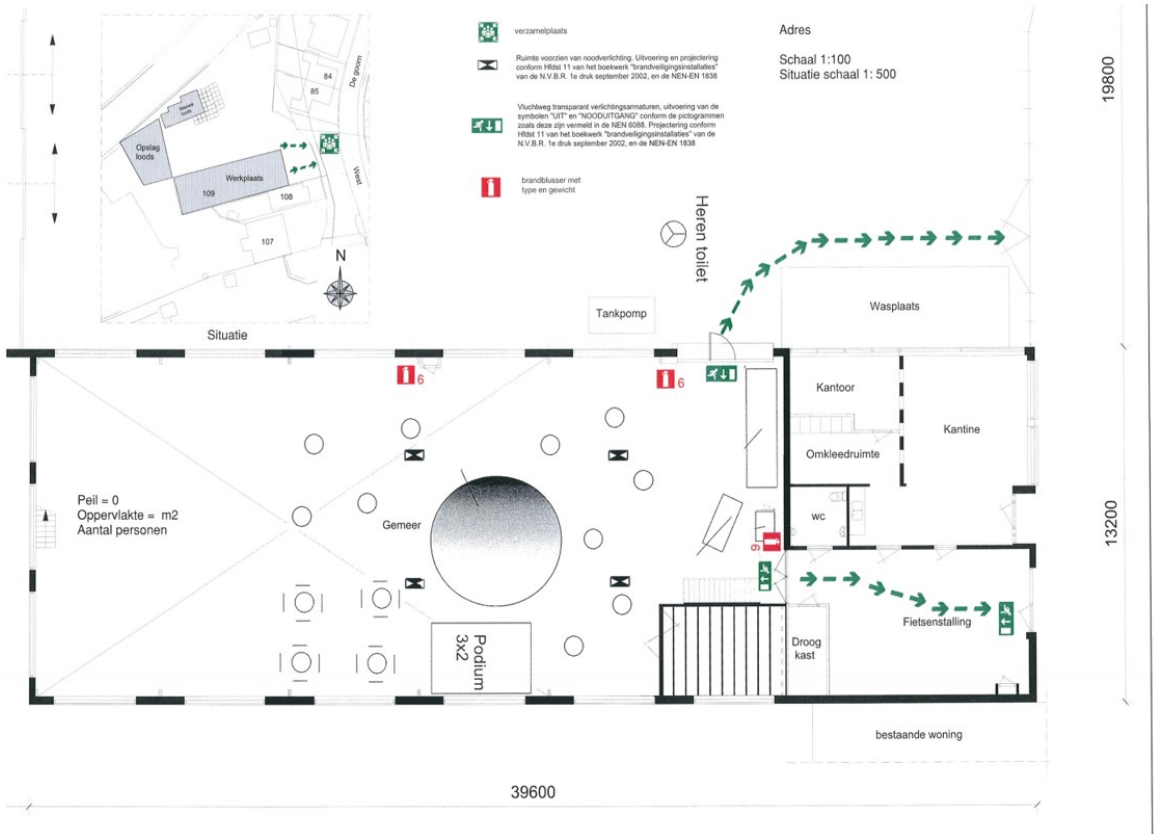 verzamelplaats
Ruimte voorzien van noodverlichting. Uitvoering en projectering
conform Hfdst 11 van het boekwerk "brandveiligingsinstallaties"
van de N.V.B.R. 1e druk september 2002, en de NEN-EN 1838
Vluchtweg transparant verlichtingsarmaturen, uitvoering van de
symbolen "UIT" en "NOODUITGANG" conform de pictogrammen
zoals deze zijn vermeld in de NEN 6088. Projectering conform
Hfdst 11 van het boekwerk "brandveiligingsinstallaties" van de
N.V.B.R. 1e druk september 2002, en de NEN-EN 1838
brandblusser met
type en gewicht
Adres
Schaal 1:100
Situatie schaal 1: 500
19800
84
85
De goorn
West
Nieuwe
loods
Opslag
loods
Werkplaats
109
108
107
N
Situatie
Heren toilet
Tankpomp
Wasplaats
6
6
Kantoor
Kantine
Omkleedruimte
wc
Peil = 0
Oppervlakte = m2
Aantal personen
Gemeer
6
13200
Podium
3x2
Droog
kast
Fietsenstalling
bestaande woning
39600